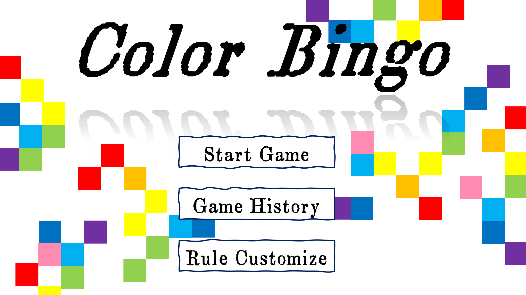 Color Bingo
Start Game
Game History
Rule Customize